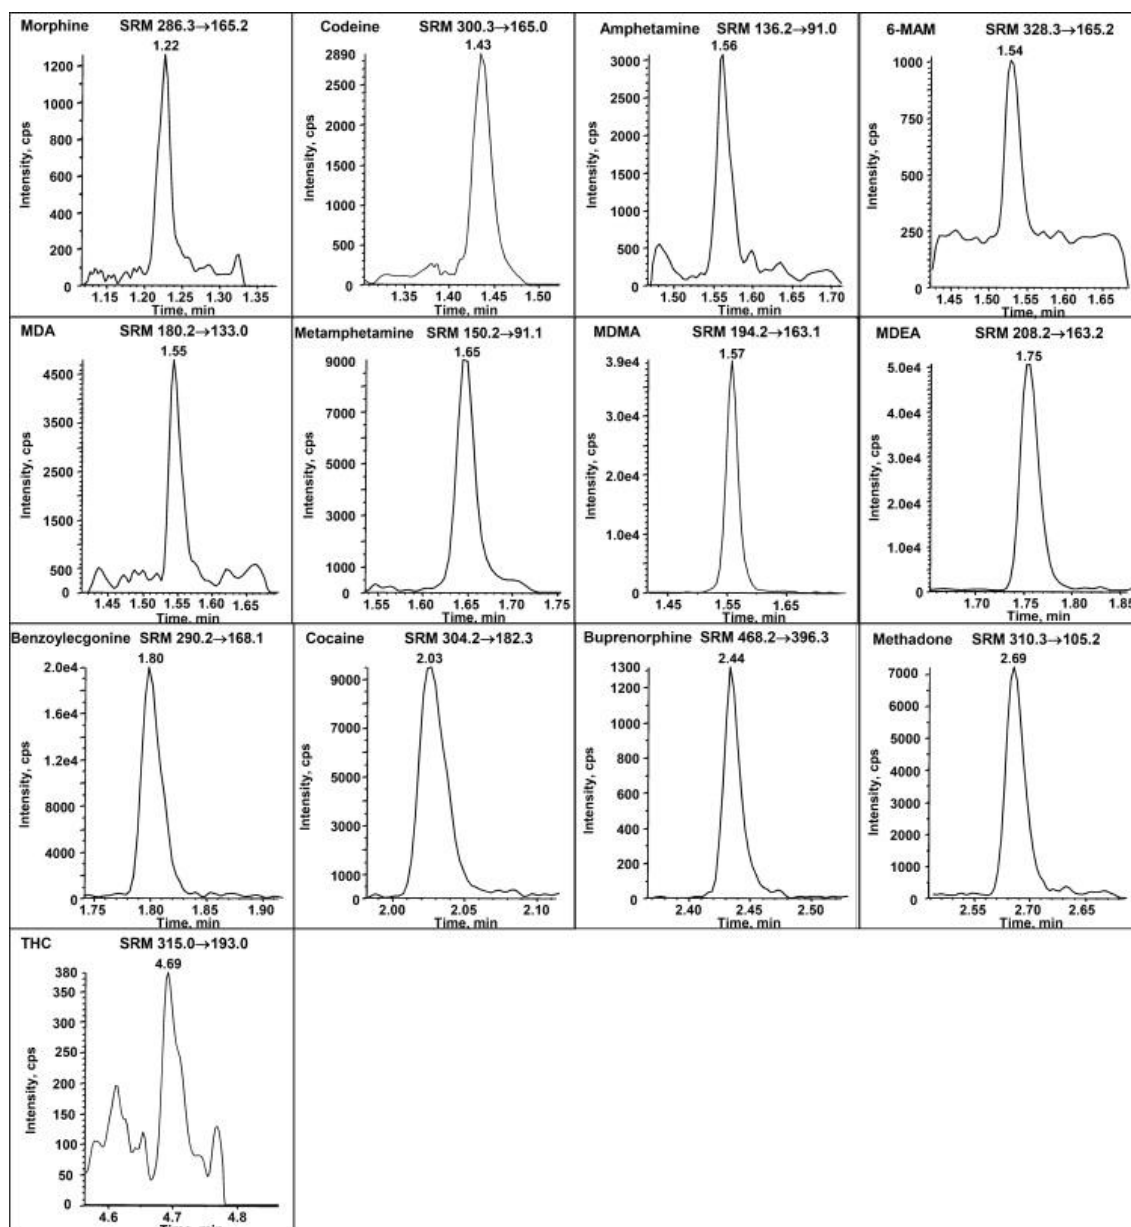 Morphine SRM 286.3→165.2
1.22
Intensity, cps
1200
1000
800
600
400
200
0
1.15 1.20 1.25 1.30 1.35
Time, min
Codeine SRM 300.3→165.0
1.43
Intensity, cps
2890
2500
2000
1500
1000
500
0
1.35 1.40 1.45 1.50
Time, min
Amphetamine SRM 136.2→91.0
1.56
Intensity, cps
3000
2500
2000
1500
1000
500
0
1.50 1.55 1.60 1.65 1.70
Time, min
6-MAM SRM 328.3→165.2
1.54
Intensity, cps
1000
750
500
250
0
1.45 1.50 1.55 1.60 1.65
Time, min
MDA SRM 180.2→133.0
1.55
Intensity, cps
4500
3500
2500
1500
500
0
1.45 1.50 1.55 1.60 1.65
Time, min
Metamphetamine SRM 150.2→91.1
1.65
Intensity, cps
9000
7000
5000
3000
1000
0
1.55 1.60 1.65 1.70 1.75
Time, min
MDMA SRM 194.2→163.1
1.57
Intensity, cps
3.9e4
3.0e4
2.0e4
1.0e4
0
1.45 1.55 1.65
Time, min
MDEA SRM 208.2→163.2
1.75
Intensity, cps
5.0e4
4.0e4
3.0e4
2.0e4
1.0e4
0
1.70 1.75 1.80 1.85
Time, min
Benzoylecgonine SRM 290.2→168.1
1.80
Intensity, cps
2.0e4
1.6e4
1.2e4
8000
4000
0
1.75 1.80 1.85 1.90
Time, min
Cocaine SRM 304.2→182.3
2.03
Intensity, cps
9000
7500
6000
4500
3000
1500
0
2.00 2.05 2.10
Time, min
Buprenorphine SRM 468.2→396.3
2.44
Intensity, cps
1300
1200
1000
800
600
400
200
0
2.40 2.45 2.50
Time, min
Methadone SRM 310.3→105.2
2.69
Intensity, cps
7000
6000
5000
4000
3000
2000
1000
0
2.55 2.70 2.65
Time, min
THC SRM 315.0→193.0
4.69
Intensity, cps
380
350
300
250
200
150
100
50
0
4.6 4.7 4.8
Time, min